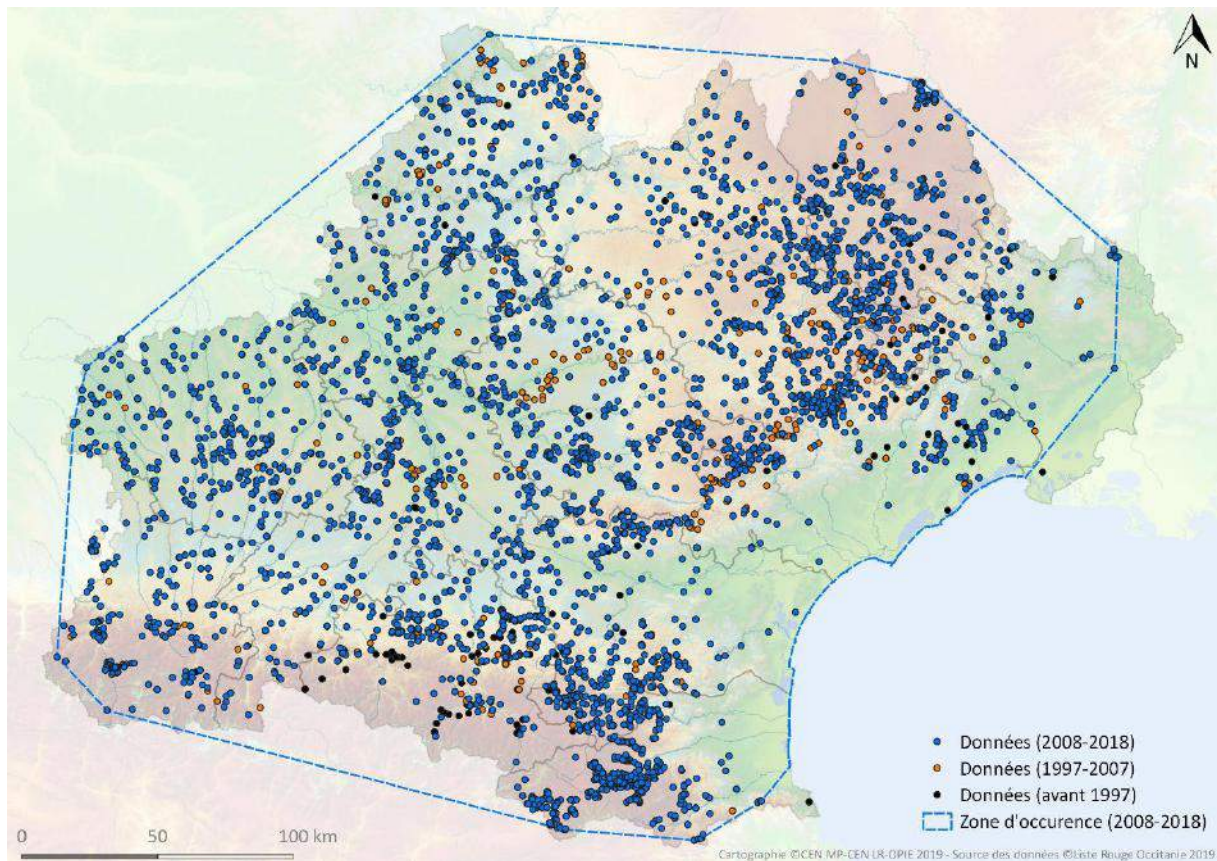 N
Données (2008-2018)
Données (1997-2007)
Données (avant 1997)
Zone d'occurence (2008-2018)
0 50 100 km
Cartographie ©CEN MP-CEN LR-OPIE 2019 - Source des données ©Liste Rouge Occitanie 2019